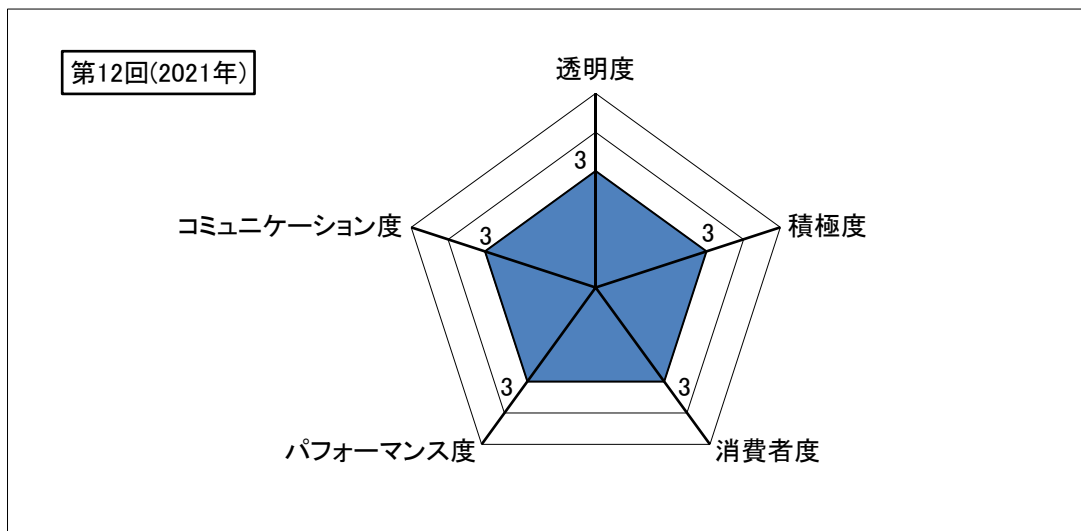 第12回(2021年)
透明度
3
コミュニケーション度
3
3
積極度
3
3
パフォーマンス度
消費者度